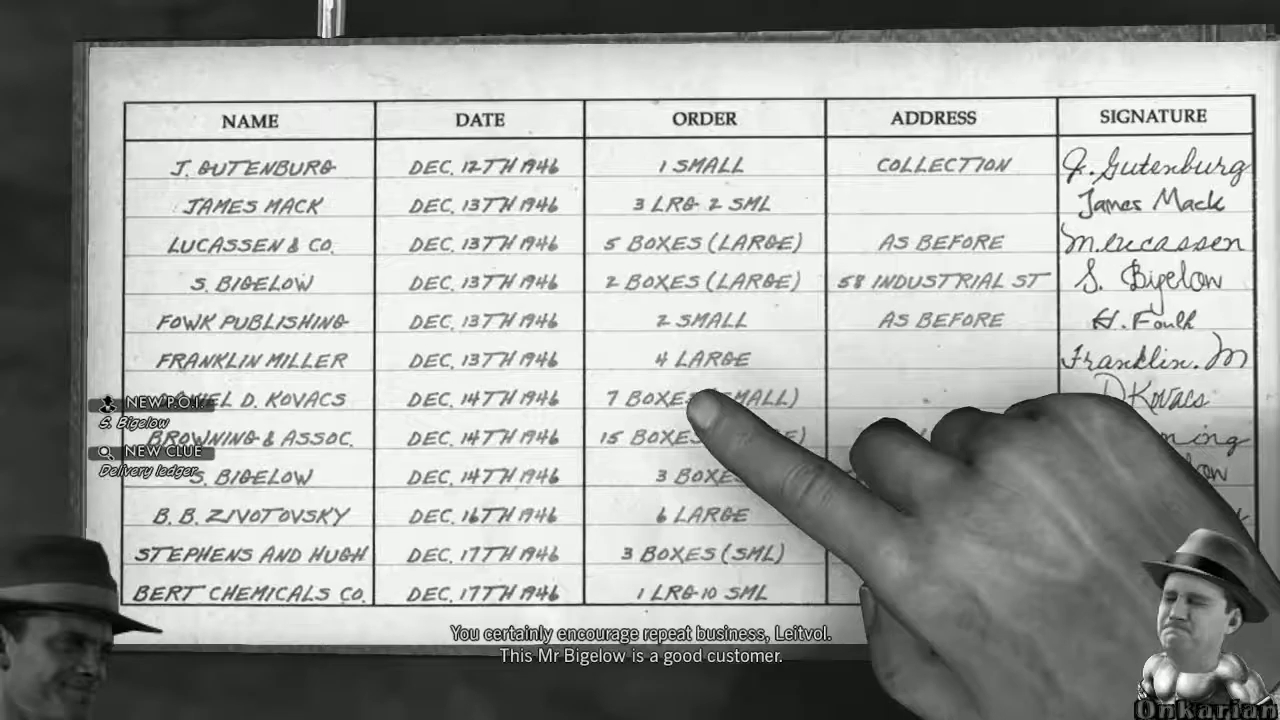 NAME DATE ORDER ADDRESS SIGNATURE
J. GUTENBURG DEC. 12TH 1946 1 SMALL COLLECTION J. Gutenburg
JAMES MACK DEC. 13TH 1946 3 LRG 2 SML James Mack
LUCASSEN & CO. DEC. 13TH 1946 5 BOXES (LARGE) AS BEFORE M. Lucassen
S. BIGELOW DEC. 13TH 1946 2 BOXES (LARGE) 58 INDUSTRIAL ST S. Bigelow
FOWK PUBLISHING DEC. 13TH 1946 2 SMALL AS BEFORE H. Foulk
FRANKLIN MILLER DEC. 13TH 1946 4 LARGE Franklin. M
D. KOVACS DEC. 14TH 1946 7 BOXES D Kovacs
NEW P.O.I.
S. Bigelow
BROWNING & ASSOC. DEC. 14TH 1946 15 BOXES
NEW CLUE
Delivery ledger
S. BIGELOW DEC. 14TH 1946 3 BOXES
B. B. ZIVOTOVSKY DEC. 16TH 1946 6 LARGE
STEPHENS AND HUGH DEC. 17TH 1946 3 BOXES (SML)
BERT CHEMICALS CO. DEC. 17TH 1946 1 LRG 10 SML
You certainly encourage repeat business, Leitvol.
This Mr Bigelow is a good customer.
Onkarian